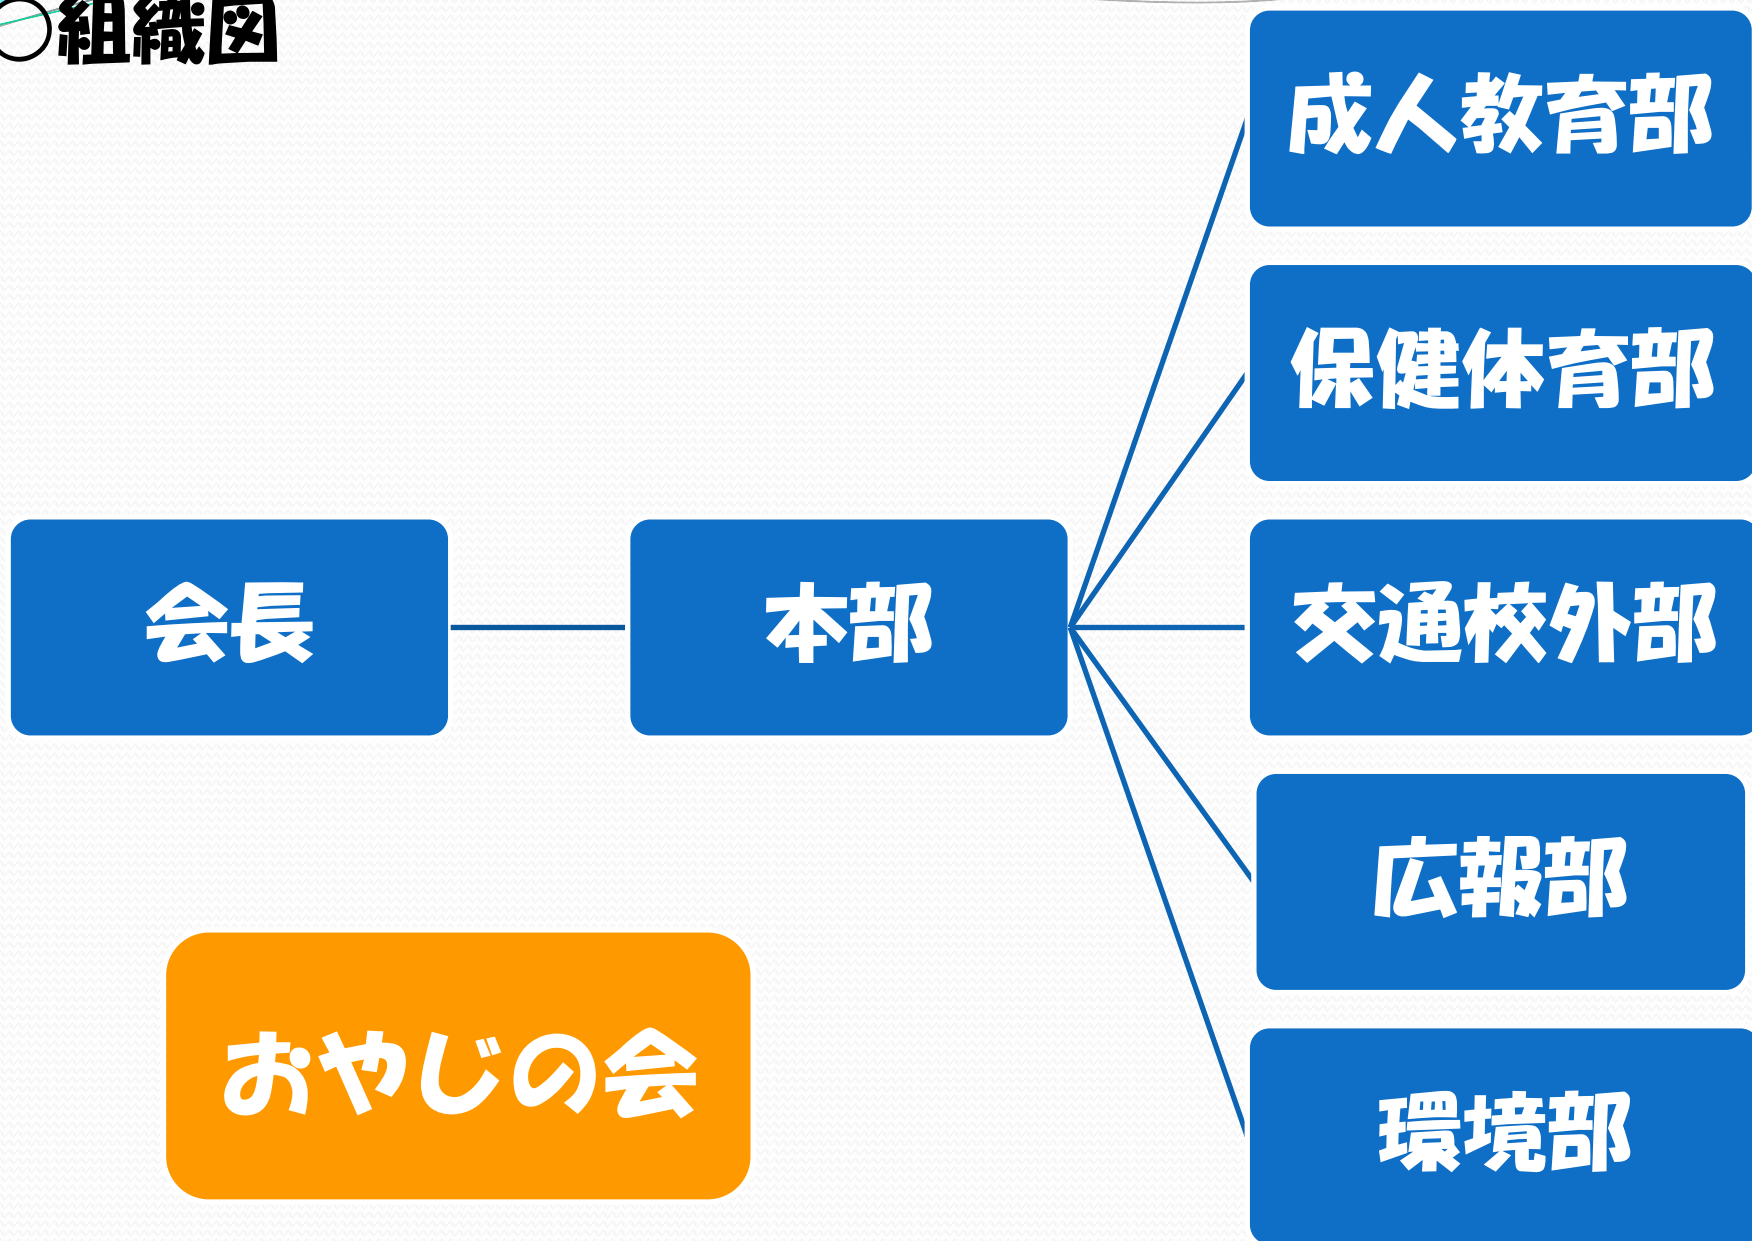 ○組織図
成人教育部
保健体育部
会長
本部
交通校外部
広報部
おやじの会
環境部